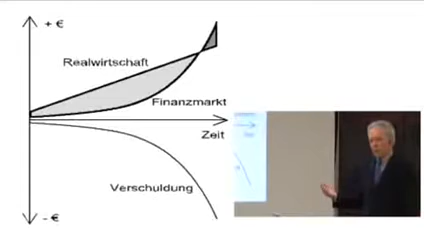 + €
Realwirtschaft
Finanzmarkt
Zeit
Verschuldung
- €